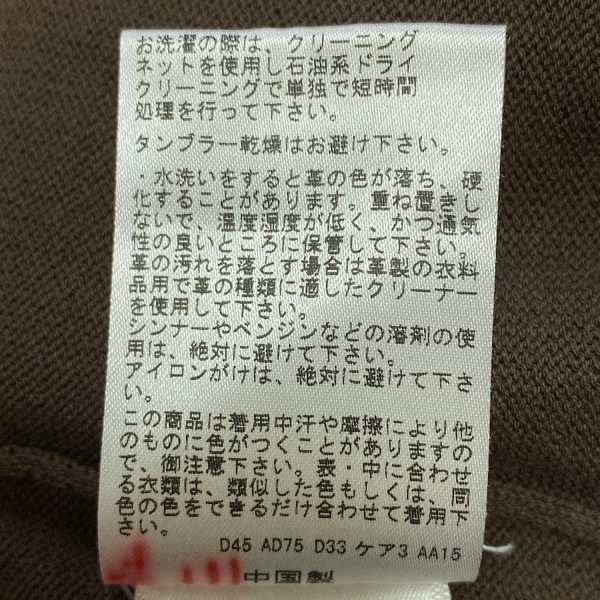 お洗濯の際は、クリーニング
ネットを使用し石油系ドライ
クリーニングで単独で短時間
処理を行って下さい。
タンブラー乾燥はお避け下さい。
・水洗いをすると革の色が落ち、硬
化することがあります。重ね置きし
ないで、温度湿度が低く、かつ通気
性の良いところに保管して下さい。
革の汚れを落とす場合は革製の衣料
品用で革の種類に適したクリーナー
を使用して下さい。
シンナーやベンジンなどの溶剤の使
用は、絶対に避けて下さい。
アイロンがけは、絶対に避けて下さ
い。
この商品は着用中汗や摩擦により他
のものに色がつくことがありますの
で、御注意下さい。表・中に合わせ
る衣類は、類似した色もしくは、同
色の色をできるだけ合わせて着用下
さい。
D45 AD75 D33 ケア3 AA15
中国製